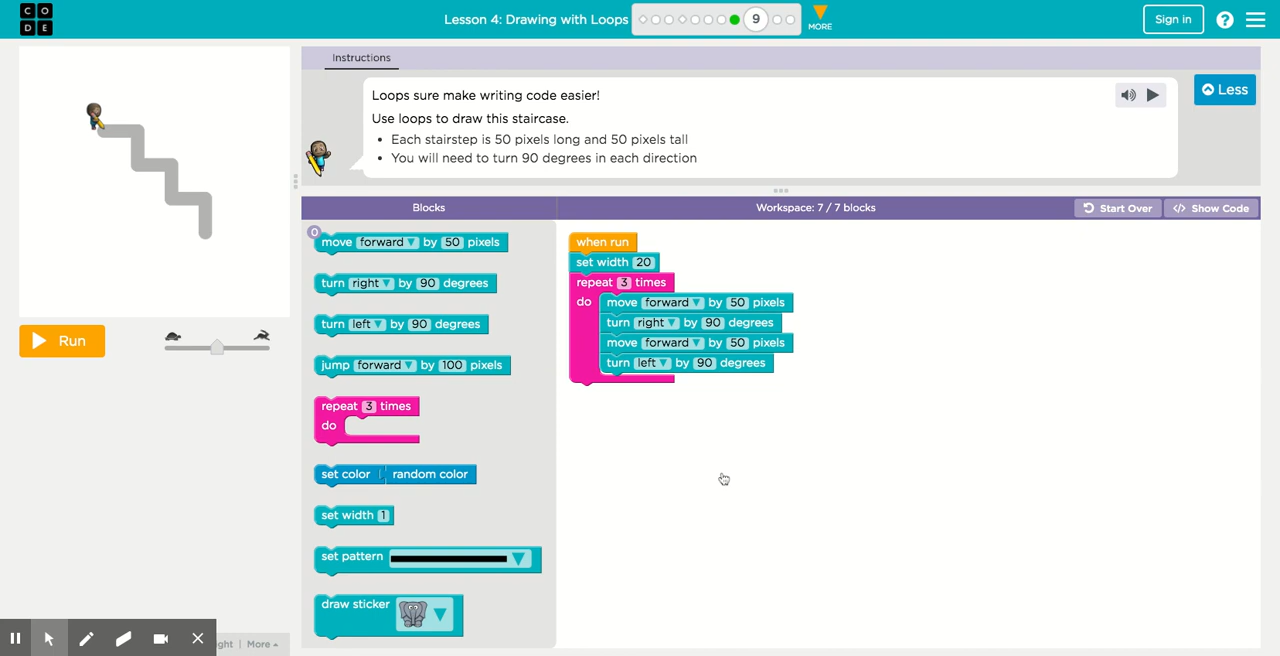 C O
D E
Lesson 4: Drawing with Loops
9
MORE
Sign in
?
Instructions
Loops sure make writing code easier!
Use loops to draw this staircase.
• Each stairstep is 50 pixels long and 50 pixels tall
• You will need to turn 90 degrees in each direction
Less
Blocks
Workspace: 7 / 7 blocks
Start Over
</> Show Code
0
move forward by 50 pixels
turn right by 90 degrees
turn left by 90 degrees
jump forward by 100 pixels
repeat 3 times
do
set color random color
set width 1
set pattern
draw sticker
when run
set width 20
repeat 3 times
do move forward by 50 pixels
turn right by 90 degrees
move forward by 50 pixels
turn left by 90 degrees
Run
ght | More